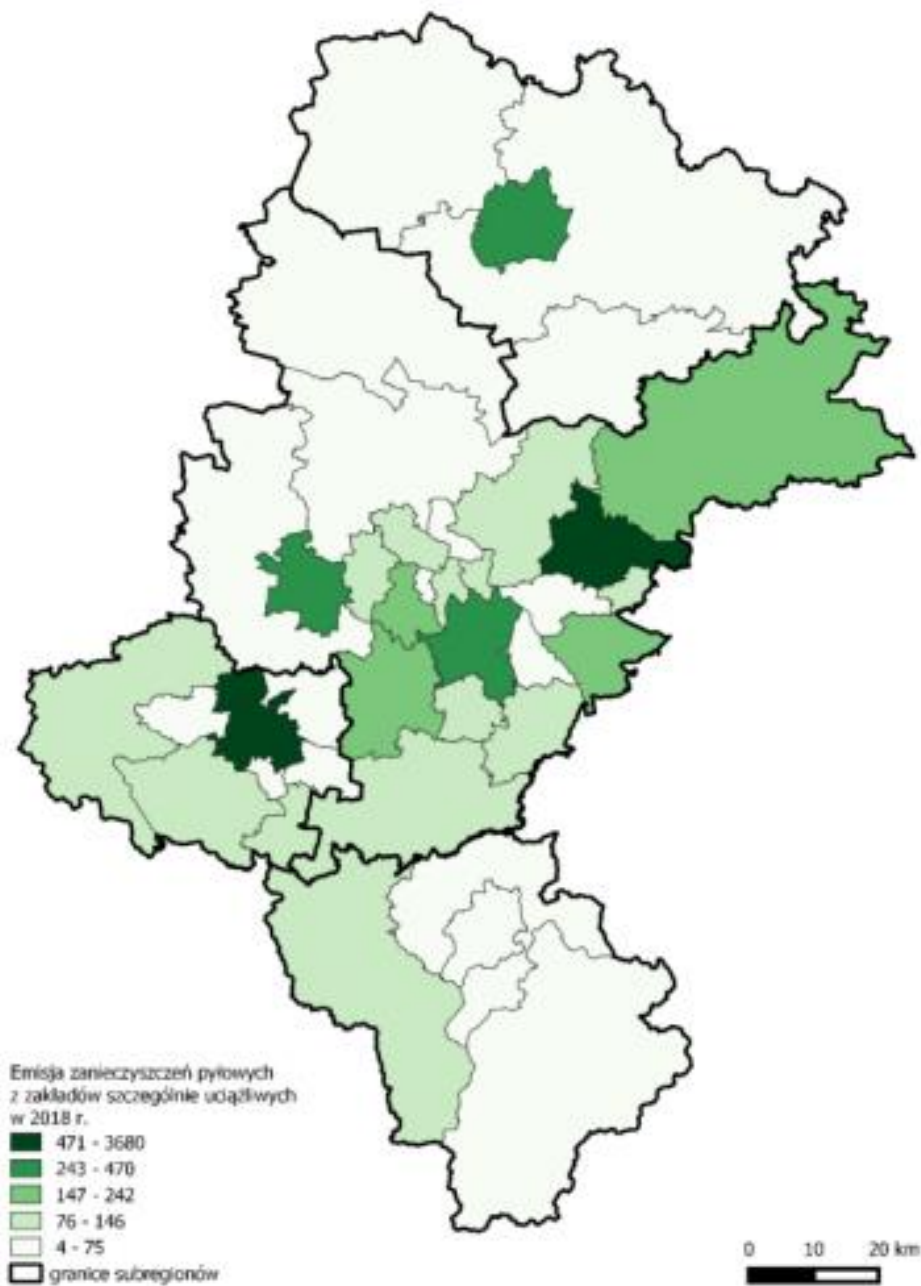 Emisja zanieczyszczeń pyłowych
z zakładów szczególnie uciążliwych
w 2018 r.
471 - 3680
243 - 470
147 - 242
76 - 146
4 - 75
granice subregionów
0 10 20 km